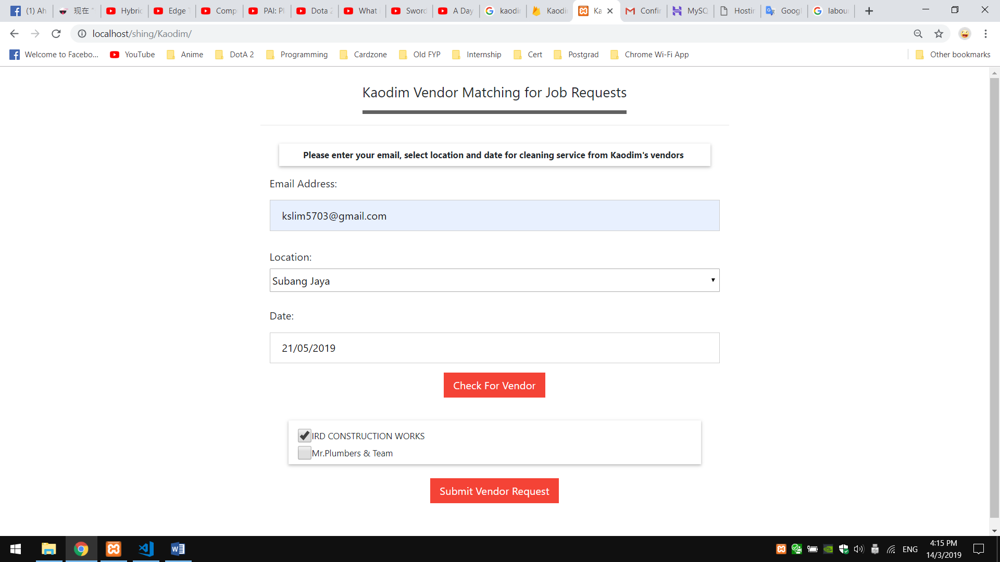 (1) Ah
现在
Hybric
Edge
Comp
PAI: Pl
Dota 2
What i
Sword
A Day
kaodir
Kaodi
Ka
Confir
MySQ
Hostin
Googl
labour
localhost/shing/Kaodim/
Welcome to Facebo...
YouTube
Anime
DotA 2
Programming
Cardzone
Old FYP
Internship
Cert
Postgrad
Chrome Wi-Fi App
Other bookmarks
Kaodim Vendor Matching for Job Requests
Please enter your email, select location and date for cleaning service from Kaodim's vendors
Email Address:
kslim5703@gmail.com
Location:
Subang Jaya
Date:
21/05/2019
Check For Vendor
IRD CONSTRUCTION WORKS
Mr.Plumbers & Team
Submit Vendor Request
ENG
4:15 PM
14/3/2019